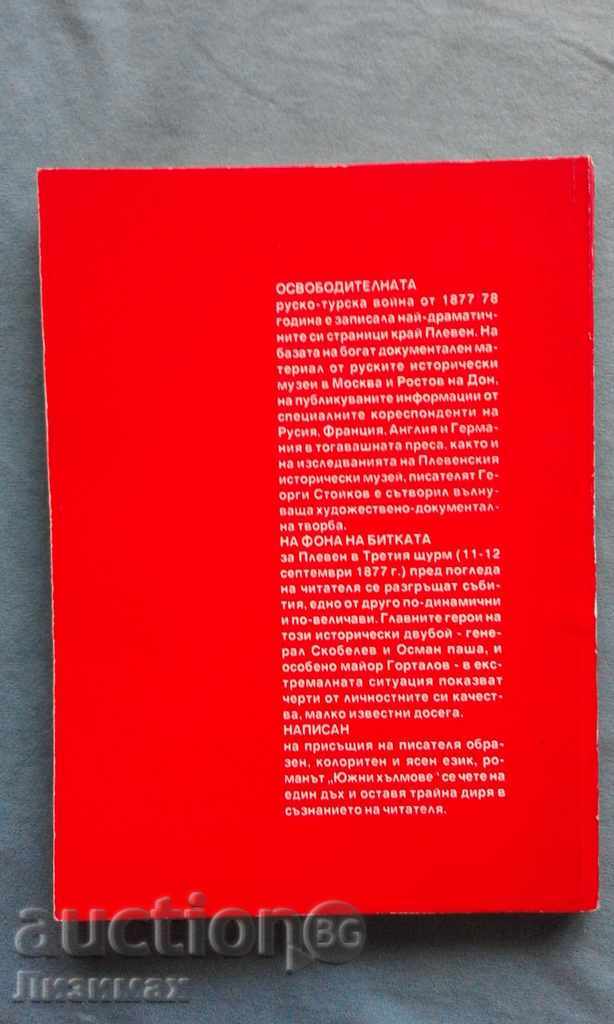 ОСВОБОДИТЕЛНАТА
руско-турска война от 1877 78
година е записала най-драматич-
ните си страници край Плевен. На
базата на богат документален ма-
териал от руските исторически
музеи в Москва и Ростов на Дон,
на публикуваните информации от
специалните кореспонденти на
Русия, Франция, Англия и Герма-
ния в тогавашната преса, както и
на изследванията на Плевенския
исторически музей, писателят Ге-
орги Стоиков е сътворил вълну-
ваща художествено-документал-
на творба.
НА ФОНА НА БИТКАТА
за Плевен в Третия щурм (11-12
септември 1877 г.) пред погледа
на читателя се разгръщат съби-
тия, едно от друго по-динамични
и по-величави. Главните герои на
този исторически двубой - гене-
рал Скобелев и Осман паша, и
особено майор Горталов - в екс-
тремалната ситуация показват
черти от личностните си качест-
ва, малко известни досега.
НАПИСАН
на присъщия на писателя обра-
зен, колоритен и ясен език, ро-
манът „Южни хълмове“ се чете на
един дъх и оставя трайна диря в
съзнанието на читателя.
auction BG
Лизимах